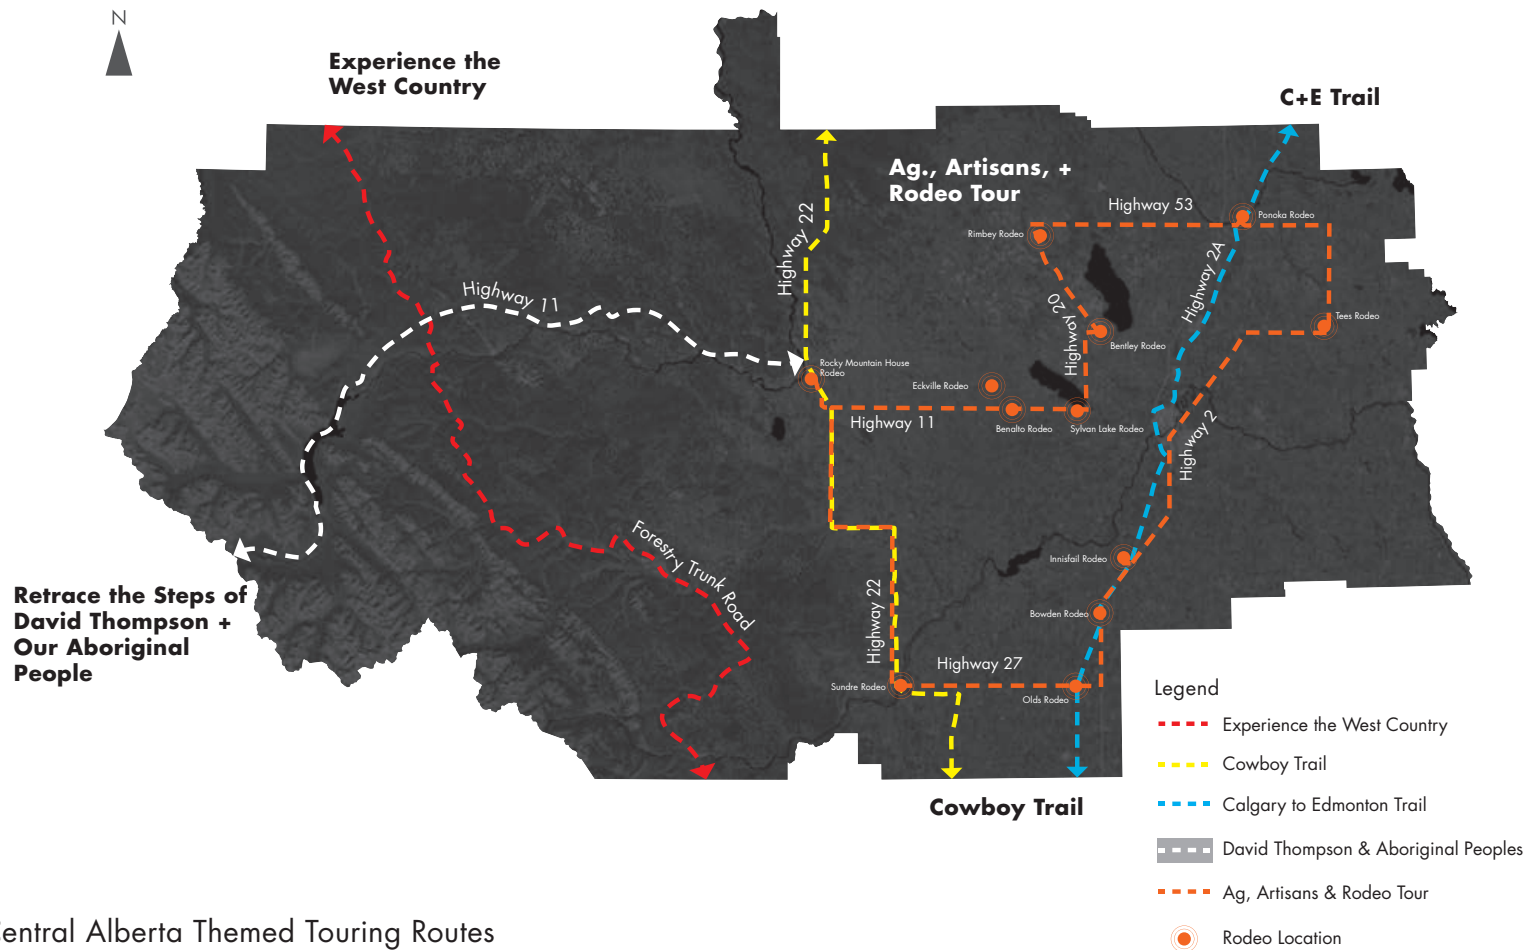 N
Experience the
West Country
C+E Trail
Ag., Artisans, +
Rodeo Tour
Highway 53
Ponoka Rodeo
Rimbey Rodeo
Highway 22
Highway 2A
Highway 11
Highway 20
Tees Rodeo
Bentley Rodeo
Rocky Mountain House
Rodeo
Eckville Rodeo
Highway 11
Benalto Rodeo
Sylvan Lake Rodeo
Highway 2
Forestry Trunk Road
Innisfail Rodeo
Retrace the Steps of
David Thompson +
Our Aboriginal
People
Bowden Rodeo
Highway 22
Highway 27
Sundre Rodeo
Olds Rodeo
Cowboy Trail
Legend
Experience the West Country
Cowboy Trail
Calgary to Edmonton Trail
David Thompson & Aboriginal Peoples
Ag, Artisans & Rodeo Tour
Rodeo Location
entral Alberta Themed Touring Routes